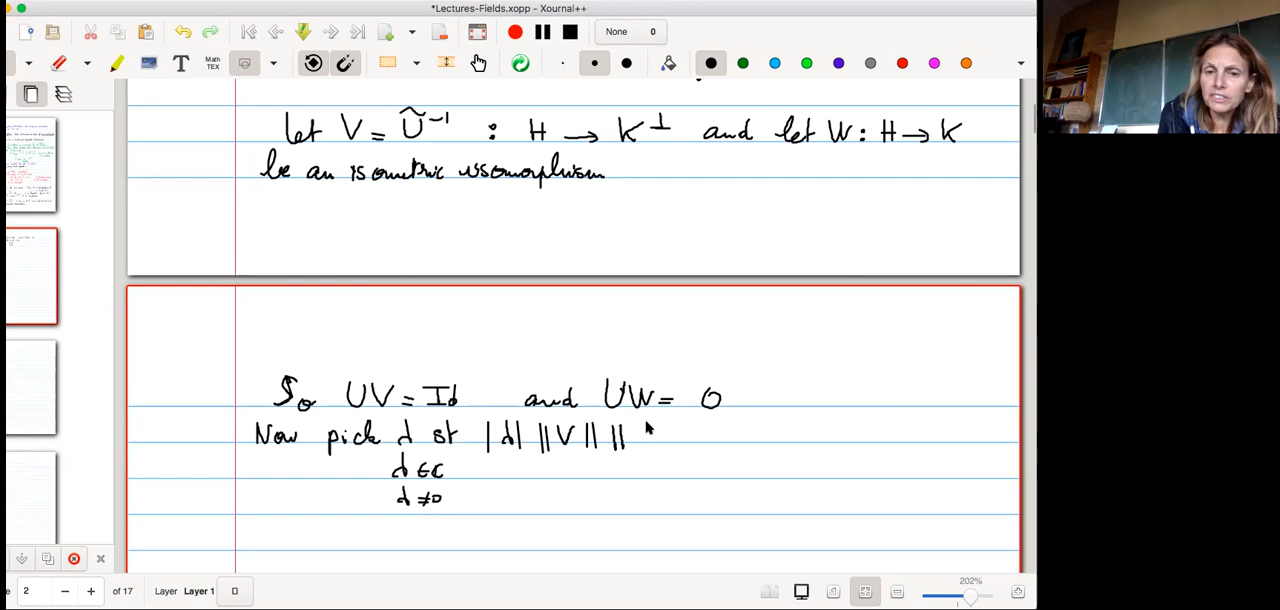 *Lectures-Fields.xopp - Xournal++
None 0
T Math TEX
let V = Ũ⁻¹ : H → K^⊥ and let W : H → K
be an isometric isomorphism
So UV = Id and UW = 0
Now pick λ st |λ| ||V|| ||
λ ∈ ℂ
λ ≠ 0
2 of 17 Layer Layer 1 202%